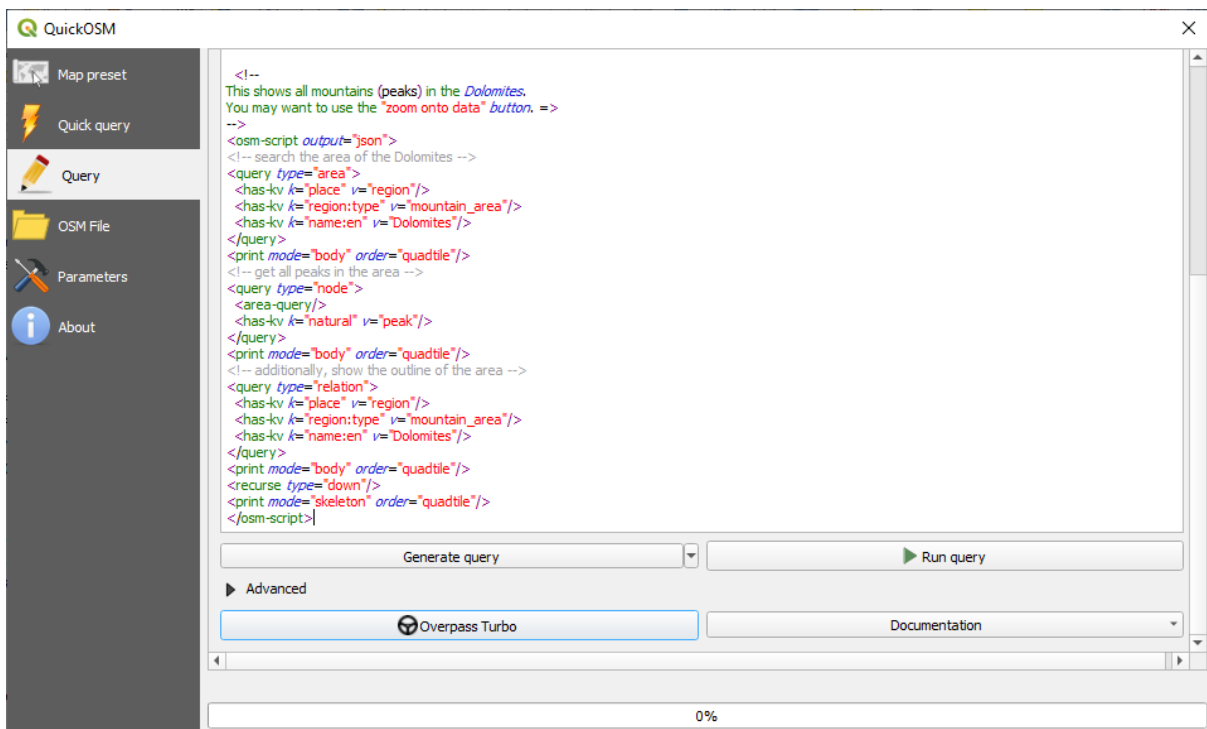 QuickOSM
Map preset
Quick query
Query
OSM File
Parameters
About
<!--
This shows all mountains (peaks) in the Dolomites.
You may want to use the "zoom onto data" button. =>
-->
<osm-script output="json">
<!-- search the area of the Dolomites -->
<query type="area">
<has-kv k="place" v="region"/>
<has-kv k="region:type" v="mountain_area"/>
<has-kv k="name:en" v="Dolomites"/>
</query>
<print mode="body" order="quadtile"/>
<!-- get all peaks in the area -->
<query type="node">
<area-query/>
<has-kv k="natural" v="peak"/>
</query>
<print mode="body" order="quadtile"/>
<!-- additionally, show the outline of the area -->
<query type="relation">
<has-kv k="place" v="region"/>
<has-kv k="region:type" v="mountain_area"/>
<has-kv k="name:en" v="Dolomites"/>
</query>
<print mode="body" order="quadtile"/>
<recurse type="down"/>
<print mode="skeleton" order="quadtile"/>
</osm-script>
Generate query
Run query
Advanced
Overpass Turbo
Documentation
0%